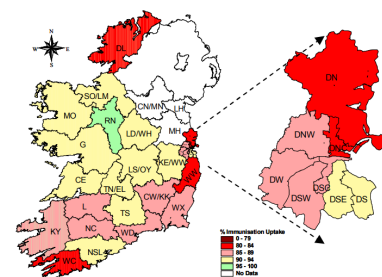 N
W
E
S
DL
DN
SO/LM
CN/MN
LH
MO
RN
MH
LD/WH
DNW
G
KE/WW
LS/OY
CE
DW
DSC
TN/EL
WW
DSW
DSE
DS
L
CW/KK
TS
WX
KY
NC
WD
WC
NSL
% Immunisation Uptake
0 - 79
80 - 84
85 - 89
90 - 94
95 - 100
No Data